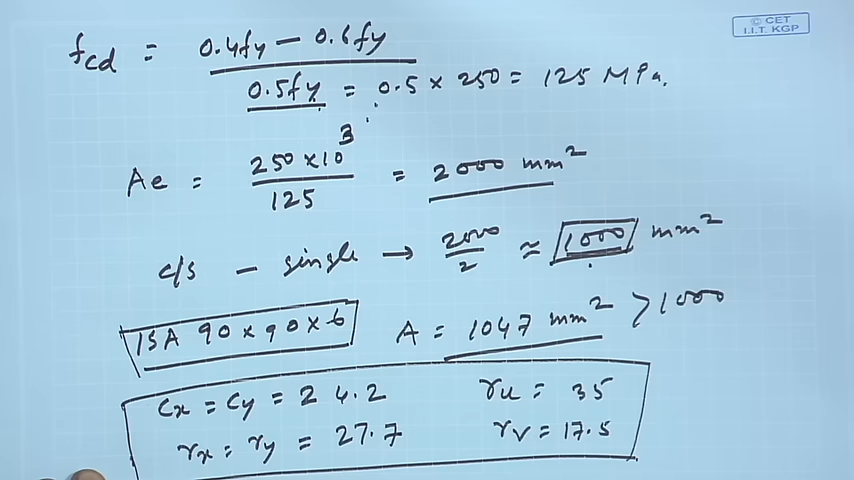 © CET
I.I.T. KGP
fcd = 0.4fy – 0.6fy
0.5fy = 0.5 × 250 = 125 MPa.
Ae = 250 × 10³ / 125 = 2000 mm²
c/s – single → 2000/2 ≈ 1000 mm²
ISA 90 × 90 × 6 A = 1047 mm² > 1000
Cx = Cy = 24.2 ru = 35
rx = ry = 27.7 rv = 17.5